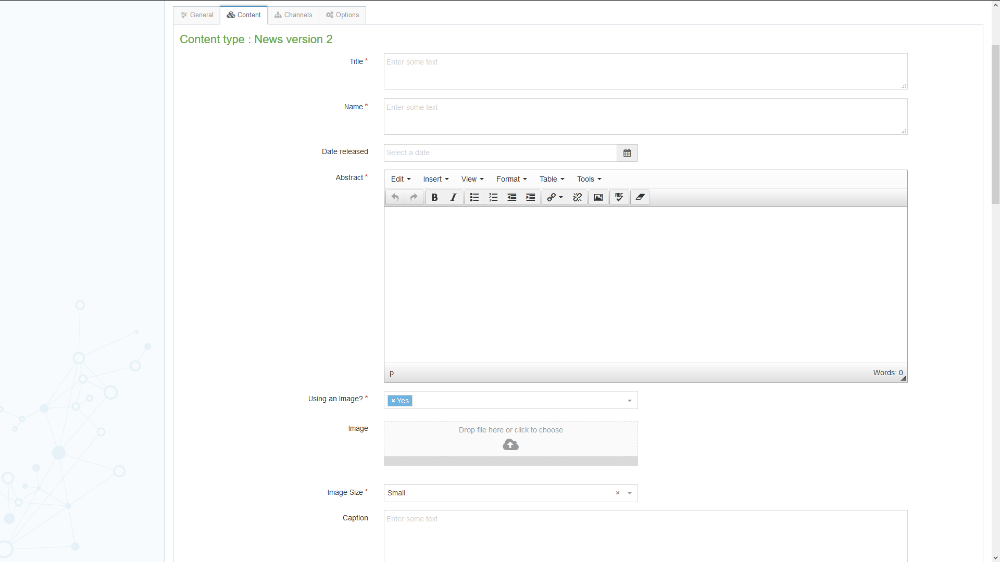 General Content Channels Options
Content type : News version 2
Title *
Enter some text
Name *
Enter some text
Date released
Select a date
Abstract *
Edit Insert View Format Table Tools
B I ABC
p Words: 0
Using an Image? *
× Yes
Image
Drop file here or click to choose
Image Size *
Small ×
Caption
Enter some text